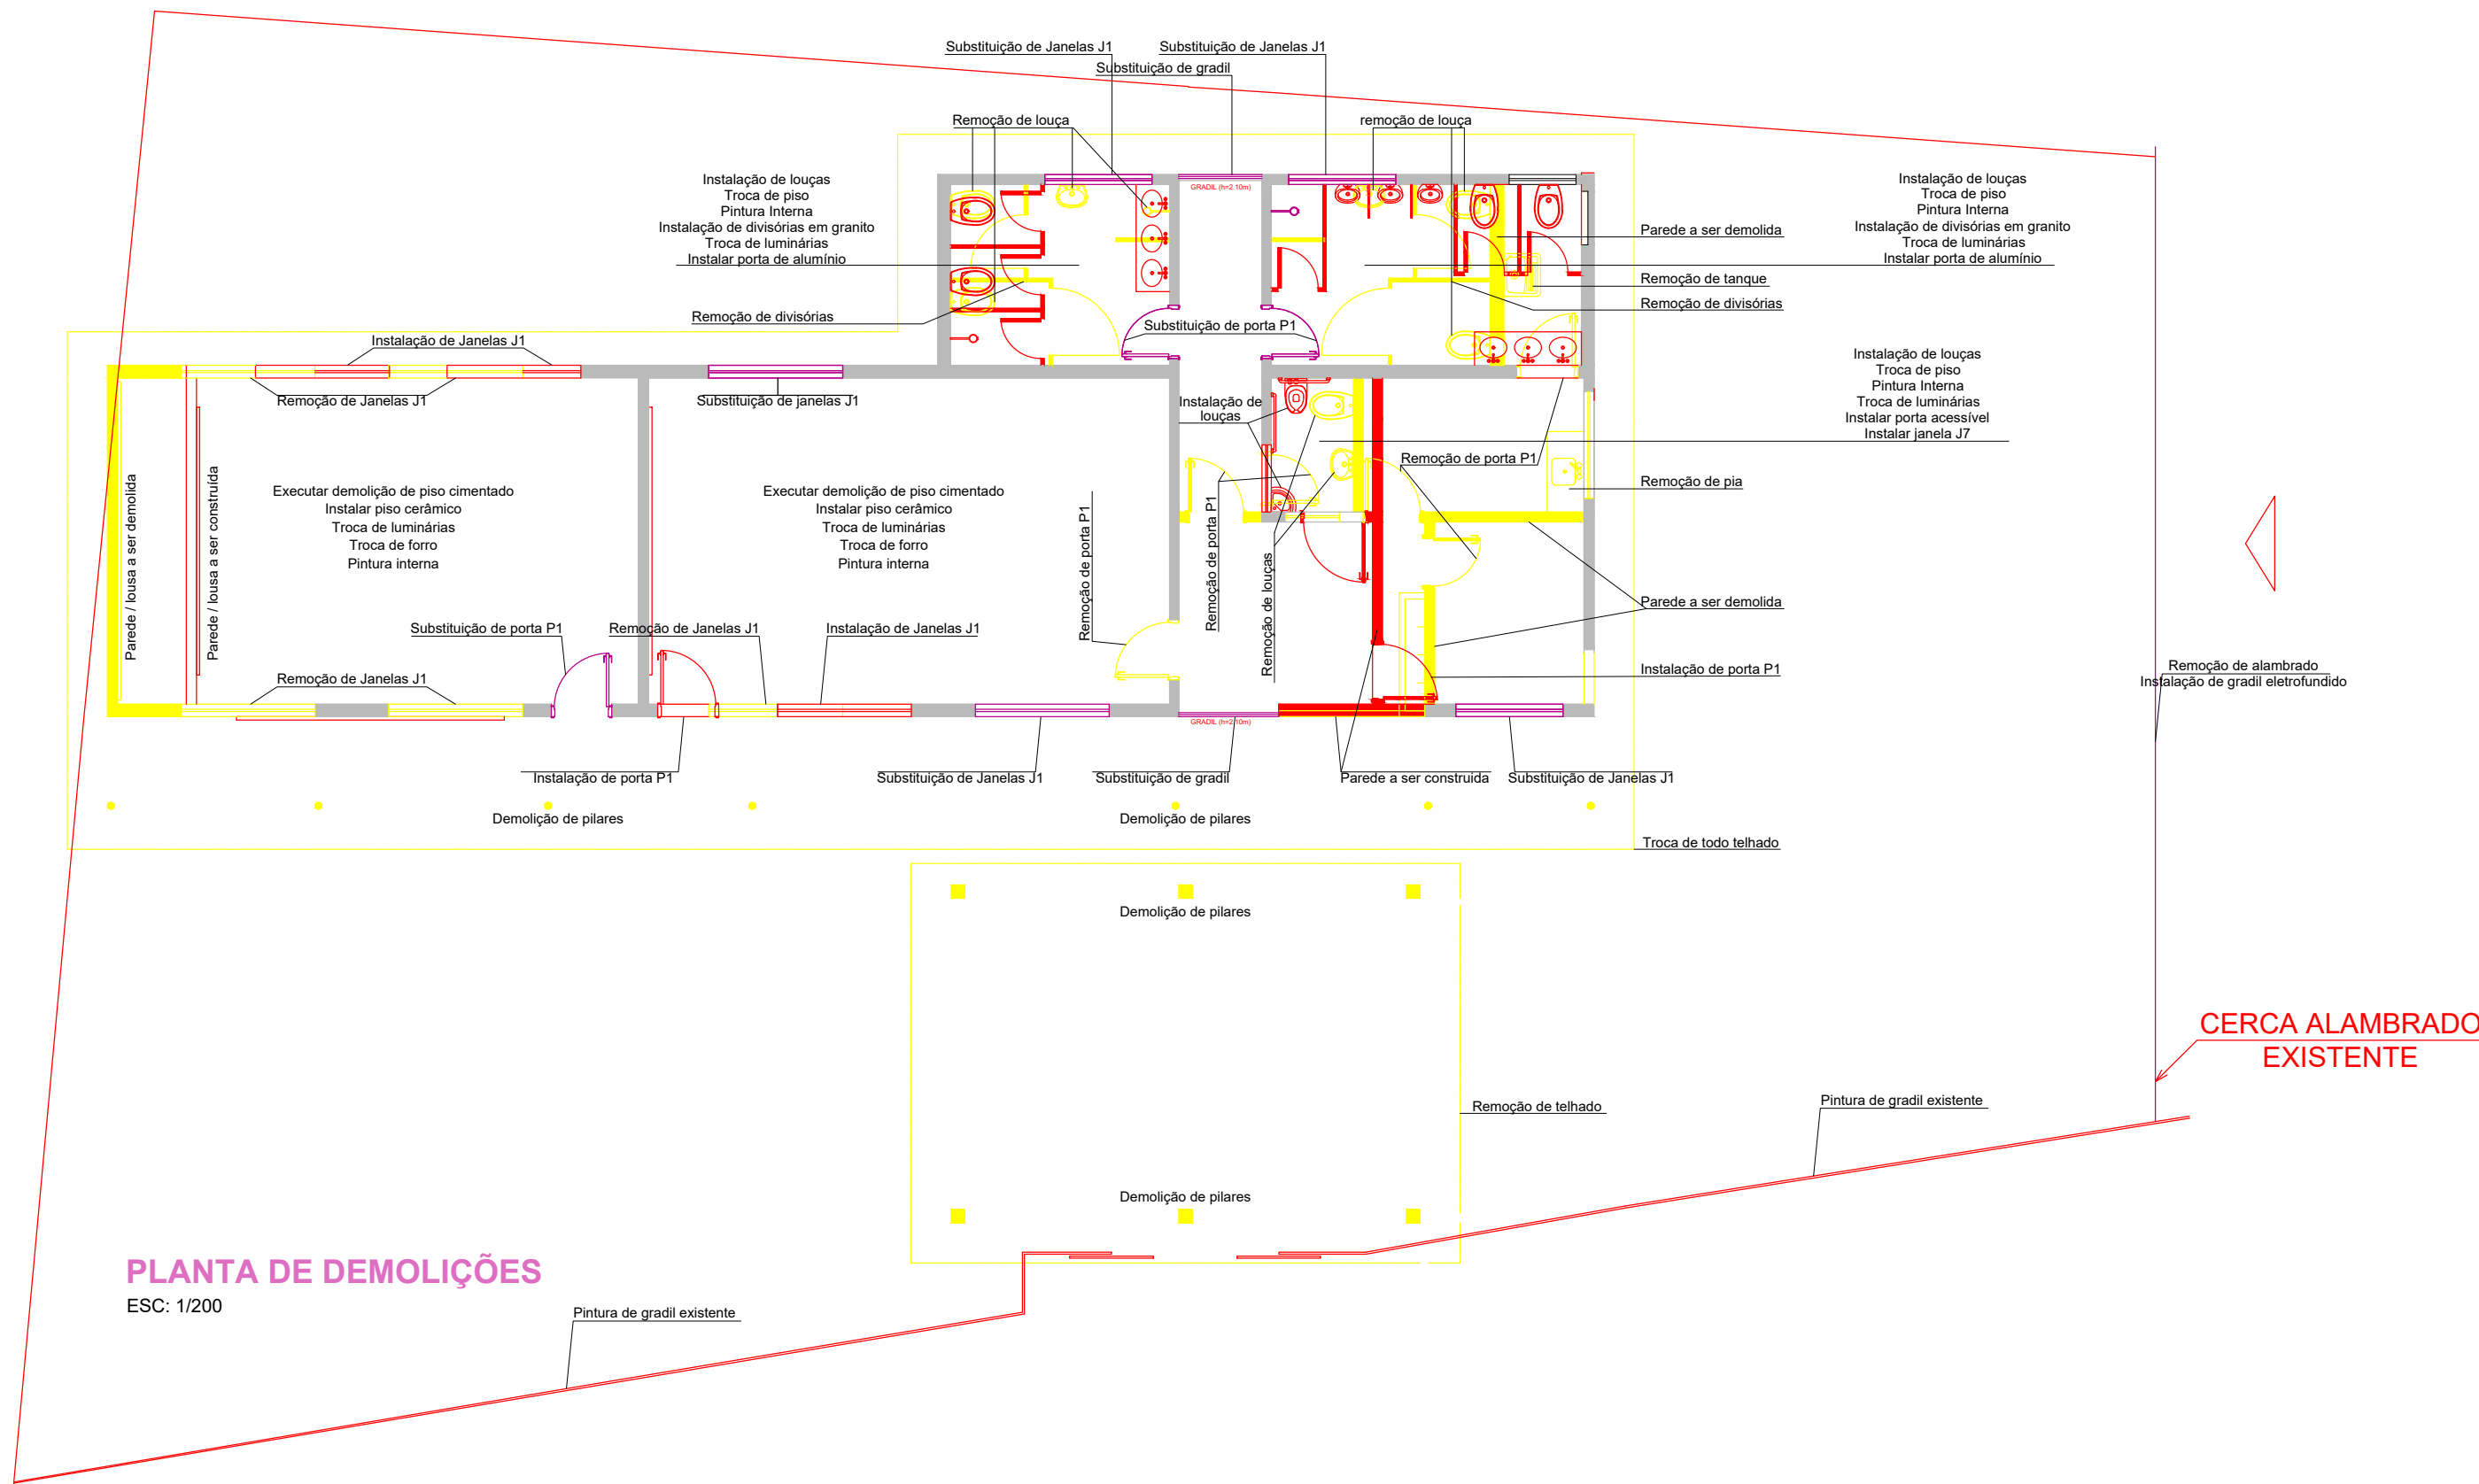 Substituição de Janelas J1
Substituição de Janelas J1
Substituição de gradil
Remoção de louça
remoção de louça
Instalação de louças
Troca de piso
Pintura Interna
Instalação de divisórias em granito
Troca de luminárias
Instalar porta de alumínio
GRADIL (h=2.10m)
Instalação de louças
Troca de piso
Pintura Interna
Instalação de divisórias em granito
Troca de luminárias
Instalar porta de alumínio
Parede a ser demolida
Remoção de tanque
Remoção de divisórias
Remoção de divisórias
Substituição de porta P1
Instalação de Janelas J1
Remoção de Janelas J1
Substituição de janelas J1
Instalação de
louças
Instalação de louças
Troca de piso
Pintura Interna
Troca de luminárias
Instalar porta acessível
Instalar janela J7
Remoção de porta P1
Remoção de pia
Parede / lousa a ser demolida
Parede / lousa a ser construída
Executar demolição de piso cimentado
Instalar piso cerâmico
Troca de luminárias
Troca de forro
Pintura interna
Executar demolição de piso cimentado
Instalar piso cerâmico
Troca de luminárias
Troca de forro
Pintura interna
Remoção de porta P1
Remoção de porta P1
Remoção de louças
Parede a ser demolida
Substituição de porta P1
Remoção de Janelas J1
Instalação de Janelas J1
Remoção de Janelas J1
Instalação de porta P1
Remoção de alambrado
Instalação de gradil eletrofundido
GRADIL (h=2.10m)
Instalação de porta P1
Substituição de Janelas J1
Substituição de gradil
Parede a ser construida
Substituição de Janelas J1
Demolição de pilares
Demolição de pilares
Troca de todo telhado
Demolição de pilares
CERCA ALAMBRADO
EXISTENTE
Remoção de telhado
Pintura de gradil existente
Demolição de pilares
PLANTA DE DEMOLIÇÕES
ESC: 1/200
Pintura de gradil existente